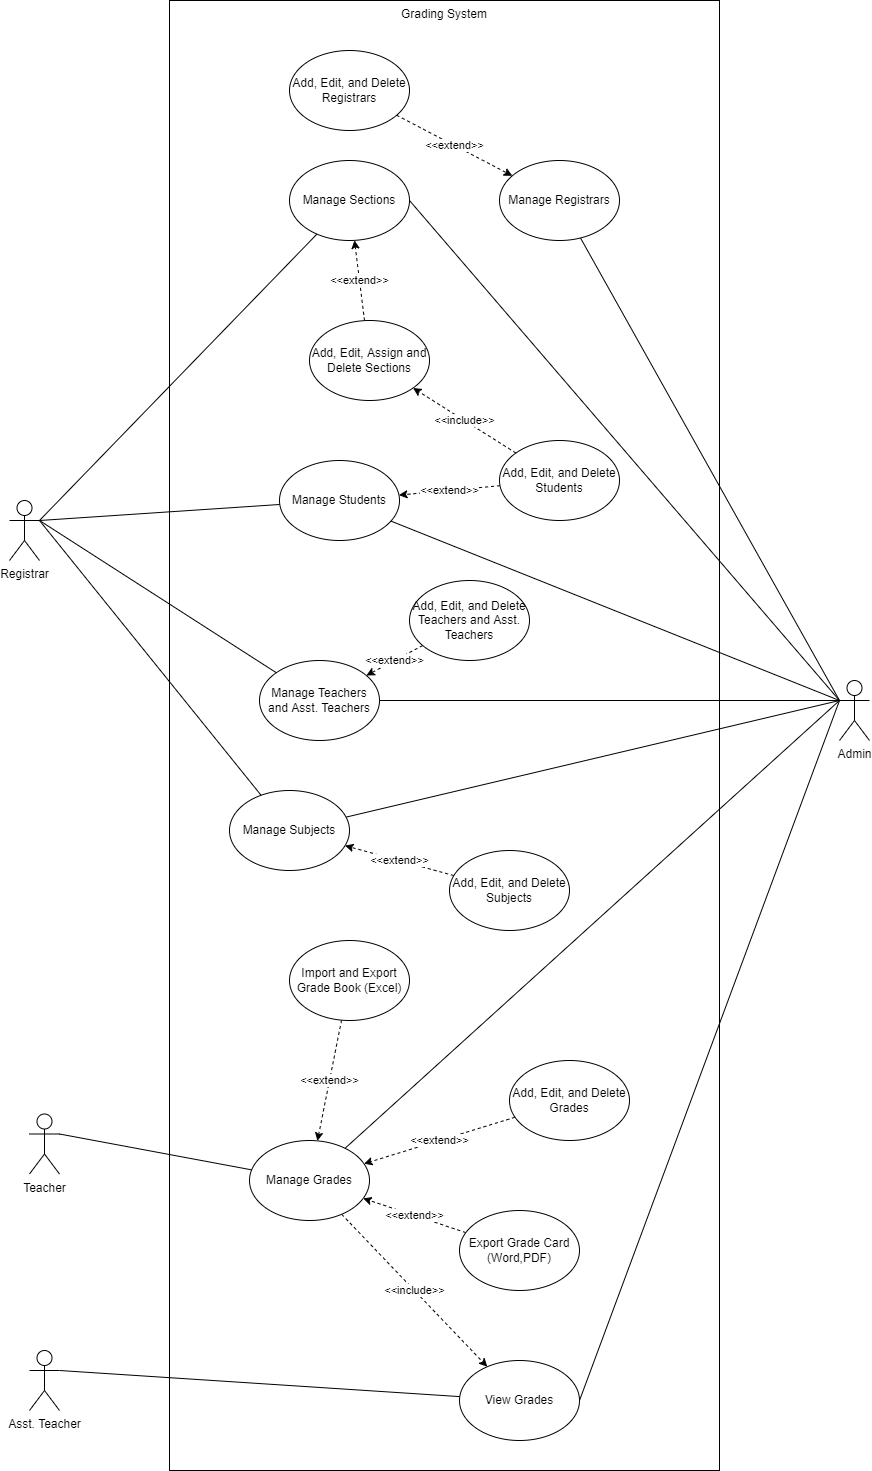 Grading System
Add, Edit, and Delete
Registrars
<<extend>>
Manage Sections
Manage Registrars
<<extend>>
Add, Edit, Assign and
Delete Sections
<<include>>
Add, Edit, and Delete
Students
<<extend>>
Manage Students
Registrar
Add, Edit, and Delete
Teachers and Asst.
Teachers
<<extend>>
Manage Teachers
and Asst. Teachers
Admin
Manage Subjects
<<extend>>
Add, Edit, and Delete
Subjects
Import and Export
Grade Book (Excel)
<<extend>>
Add, Edit, and Delete
Grades
<<extend>>
Teacher
Manage Grades
<<extend>>
Export Grade Card
(Word,PDF)
<<include>>
View Grades
Asst. Teacher